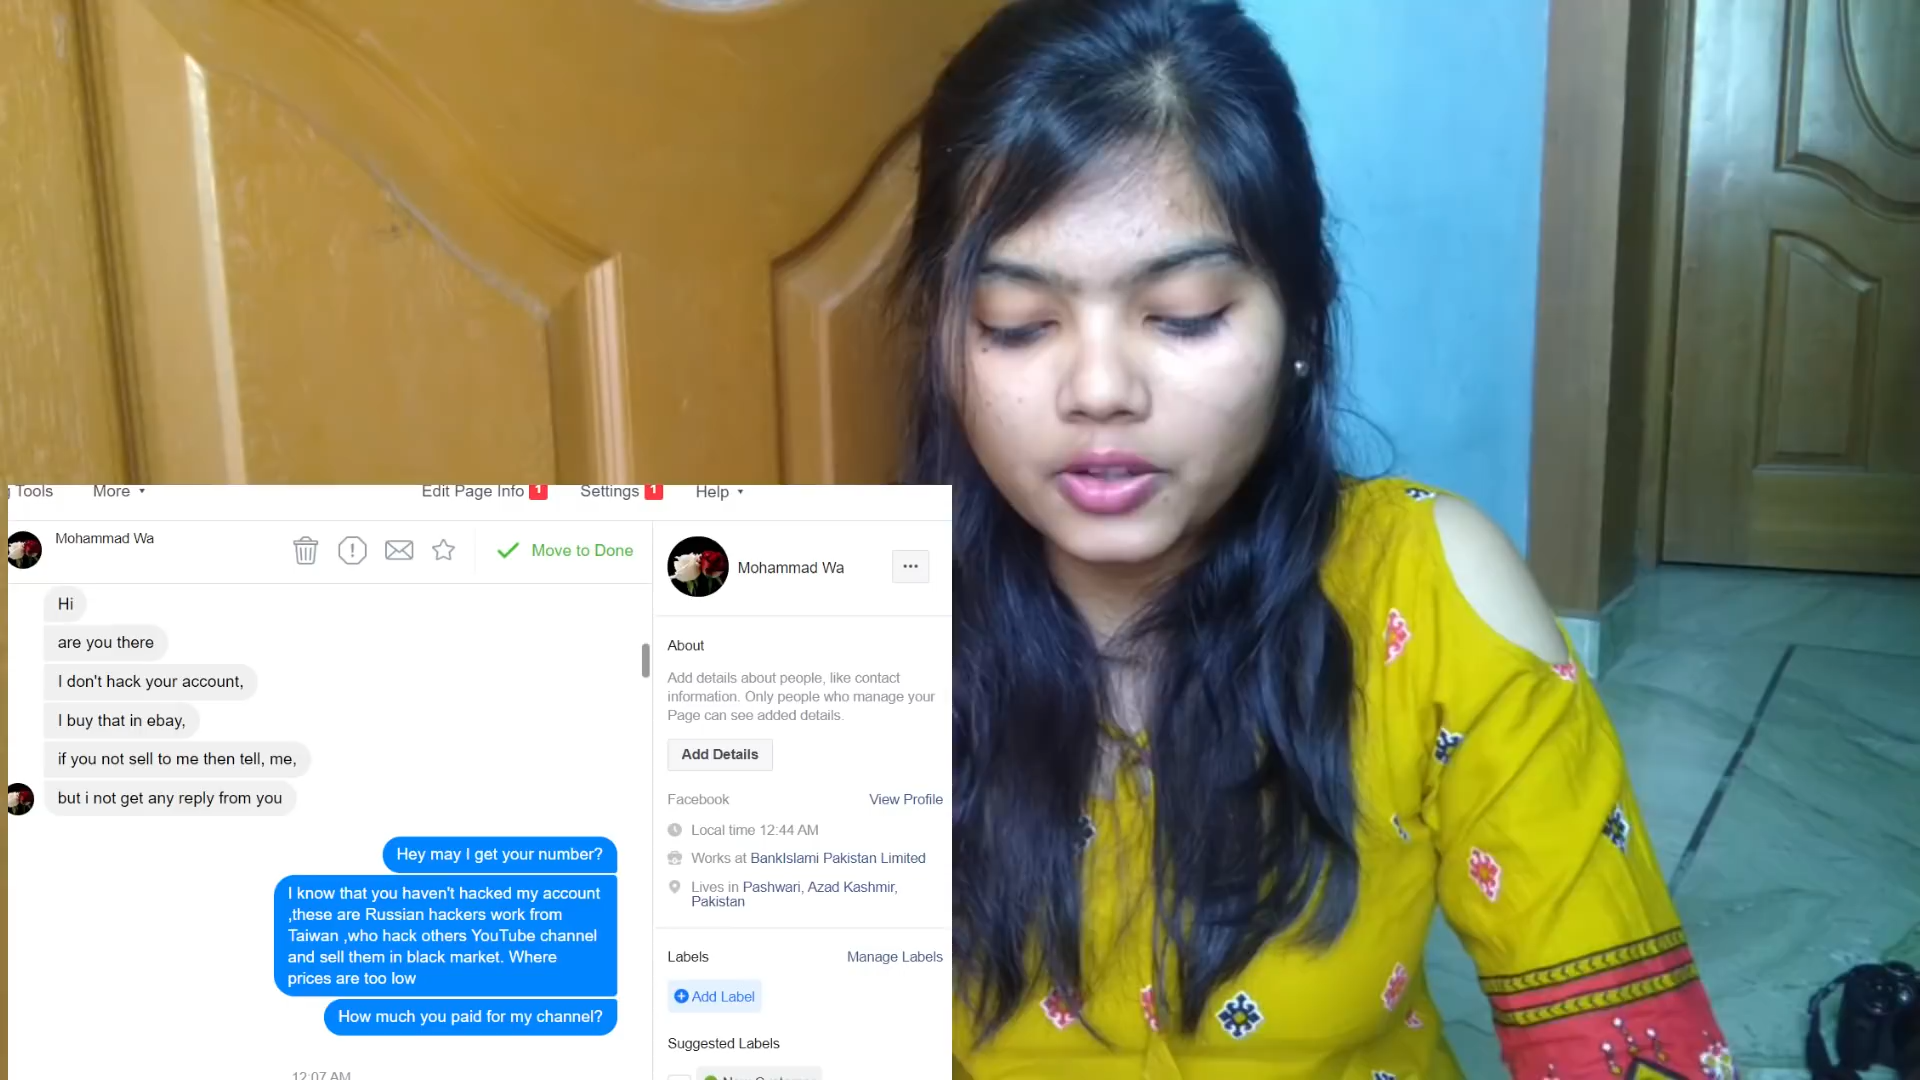 Tools More Edit Page Info 1 Settings 1 Help
Mohammad Wa
Move to Done
Hi
are you there
I don't hack your account,
I buy that in ebay,
if you not sell to me then tell, me,
but i not get any reply from you
Hey may I get your number?
I know that you haven't hacked my account
,these are Russian hackers work from
Taiwan ,who hack others YouTube channel
and sell them in black market. Where
prices are too low
How much you paid for my channel?
12:07 AM
Mohammad Wa
About
Add details about people, like contact
information. Only people who manage your
Page can see added details.
Add Details
Facebook View Profile
Local time 12:44 AM
Works at BankIslami Pakistan Limited
Lives in Pashwari, Azad Kashmir,
Pakistan
Labels Manage Labels
Add Label
Suggested Labels
New Customer